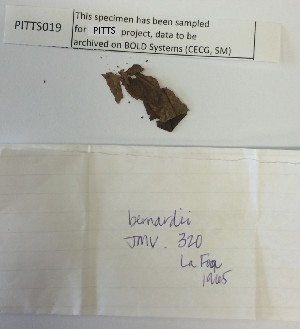 PITTS019
This specimen has been sampled
for PITTS project, data to be
archived on BOLD Systems (CECG, SM)
bernardii
JMV. 320
La Foa
1965